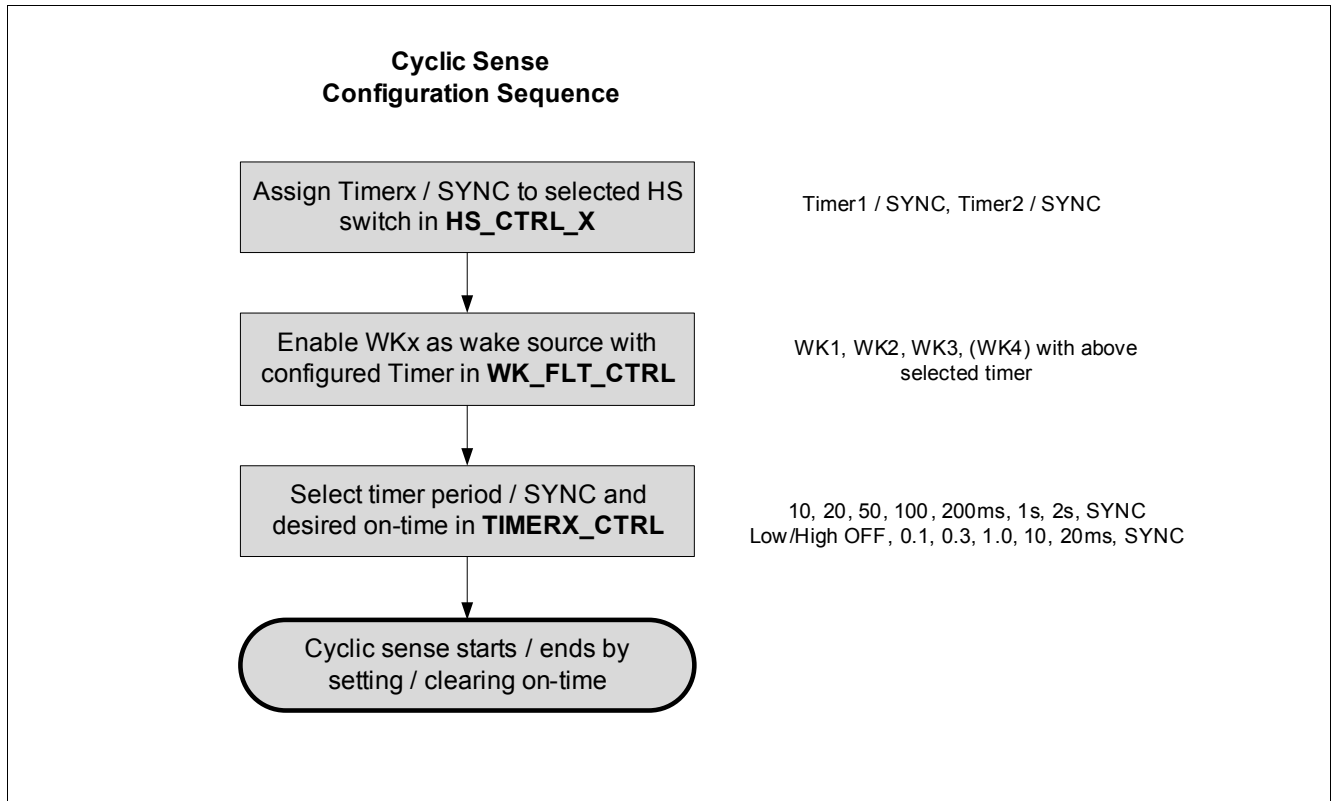 Cyclic Sense
Configuration Sequence
Assign Timerx / SYNC to selected HS
switch in HS_CTRL_X
Timer1 / SYNC, Timer2 / SYNC
Enable WKx as wake source with
configured Timer in WK_FLT_CTRL
WK1, WK2, WK3, (WK4) with above
selected timer
Select timer period / SYNC and
desired on-time in TIMERX_CTRL
10, 20, 50, 100, 200ms, 1s, 2s, SYNC
Low/High OFF, 0.1, 0.3, 1.0, 10, 20ms, SYNC
Cyclic sense starts / ends by
setting / clearing on-time